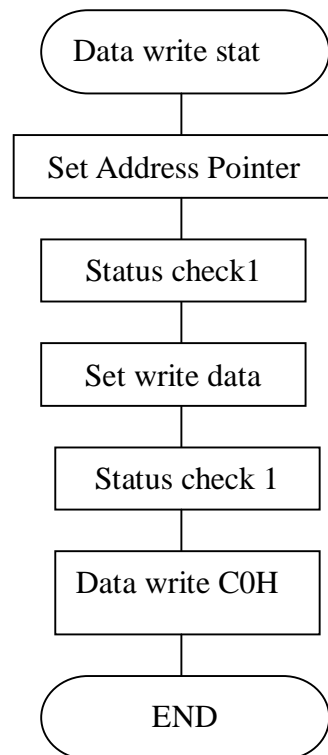 Data write stat
Set Address Pointer
Status check1
Set write data
Status check 1
Data write C0H
END